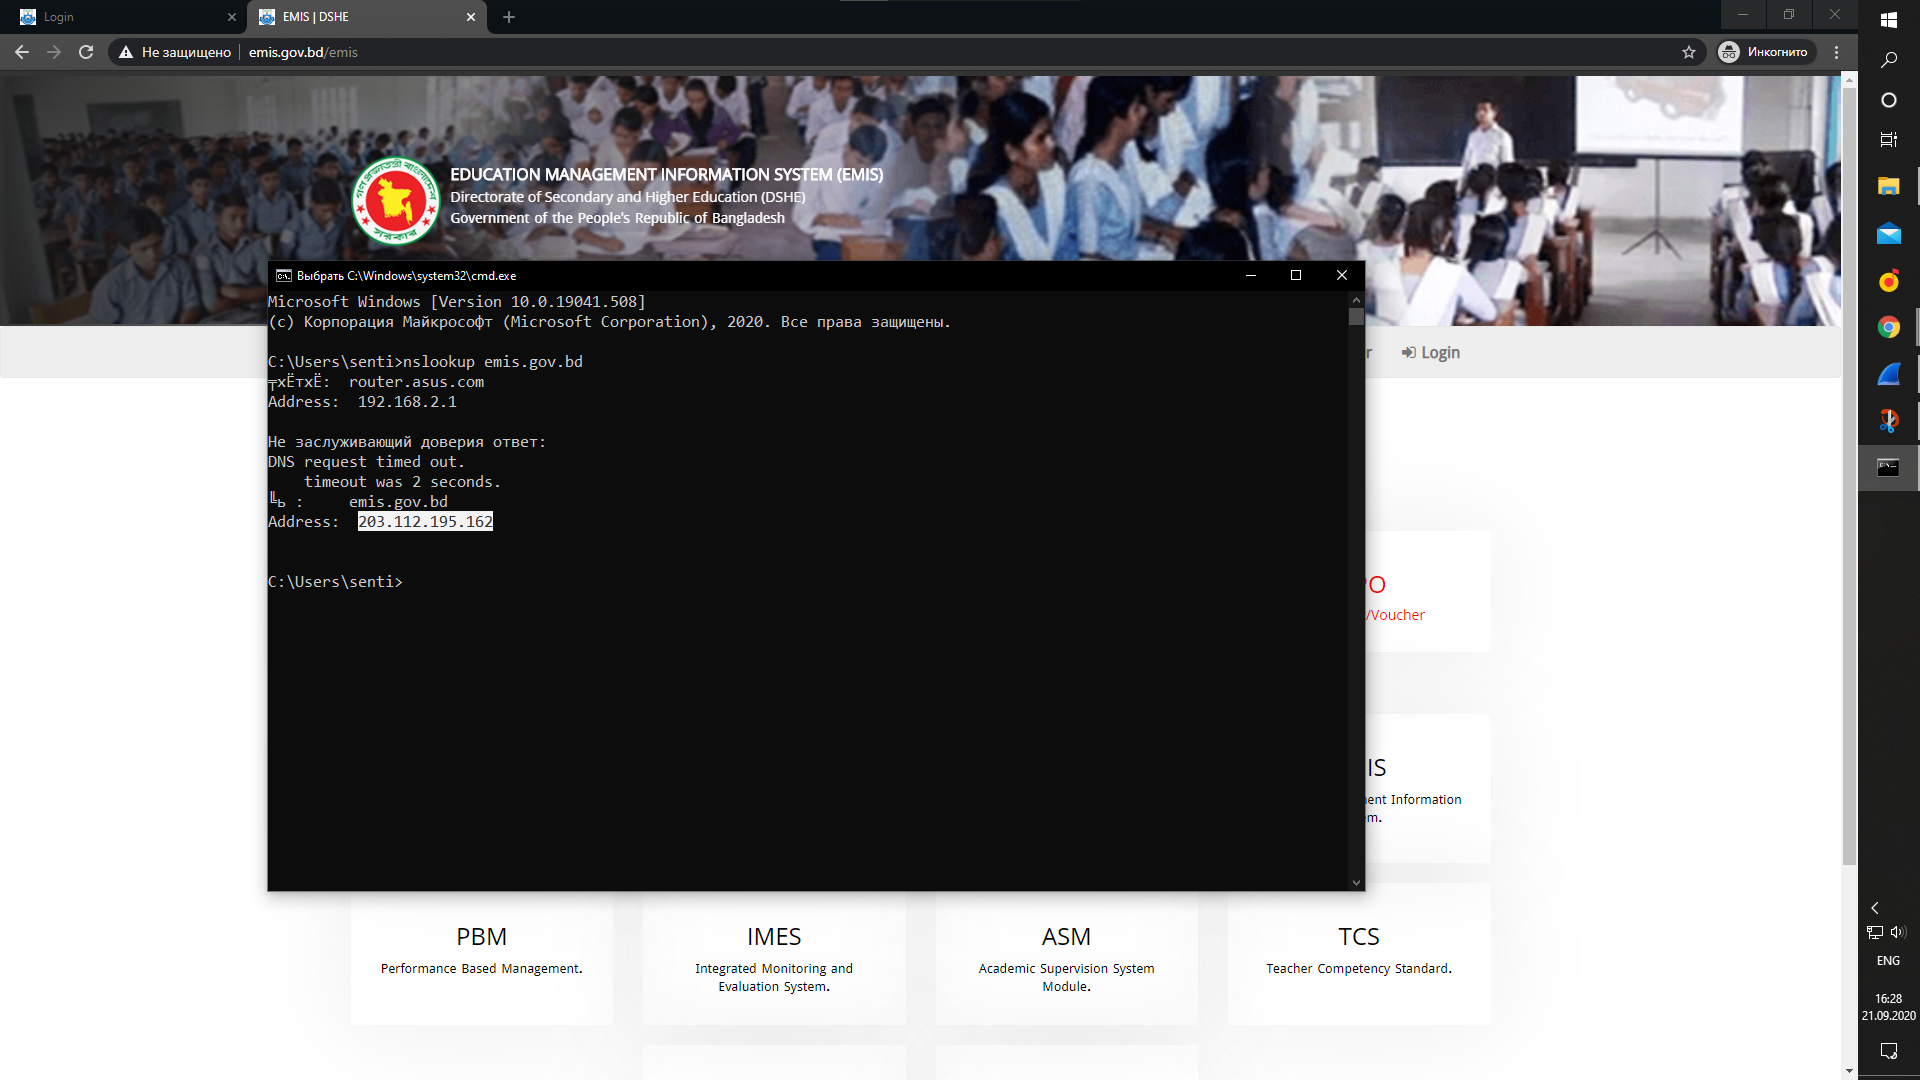 Login
EMIS | DSHE
Не защищено
emis.gov.bd/emis
Инкогнито
EDUCATION MANAGEMENT INFORMATION SYSTEM (EMIS)
Directorate of Secondary and Higher Education (DSHE)
Government of the People's Republic of Bangladesh
Login
Выбрать C:\Windows\system32\cmd.exe
Microsoft Windows [Version 10.0.19041.508]
(c) Корпорация Майкрософт (Microsoft Corporation), 2020. Все права защищены.
C:\Users\senti>nslookup emis.gov.bd
╤хЁтхЁ:  router.asus.com
Address:  192.168.2.1
Не заслуживающий доверия ответ:
DNS request timed out.
timeout was 2 seconds.
╚ь :     emis.gov.bd
Address:  203.112.195.162
C:\Users\senti>
/Voucher
Information
PBM
Performance Based Management.
IMES
Integrated Monitoring and
Evaluation System.
ASM
Academic Supervision System
Module.
TCS
Teacher Competency Standard.
ENG
16:28
21.09.2020